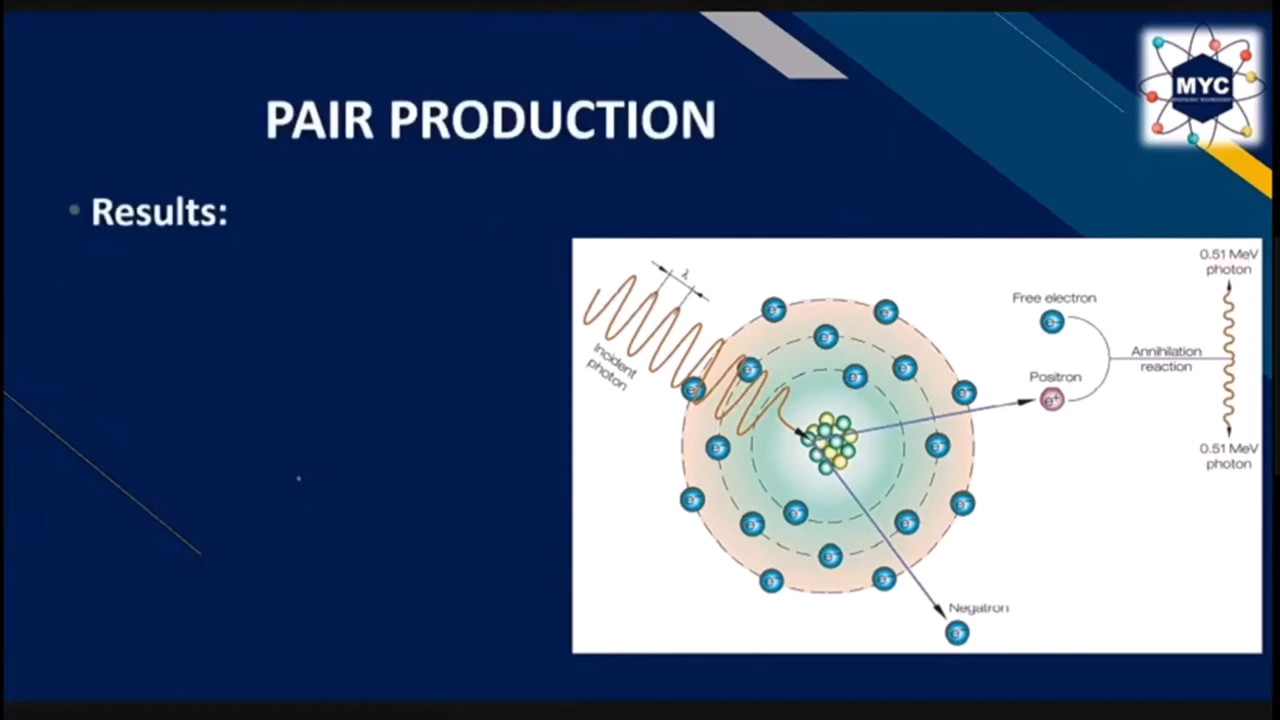 PAIR PRODUCTION
MYC
• Results:
λ
Incident
photon
Free electron
e-
Positron
e+
Annihilation
reaction
0.51 MeV
photon
0.51 MeV
photon
Negatron
e-